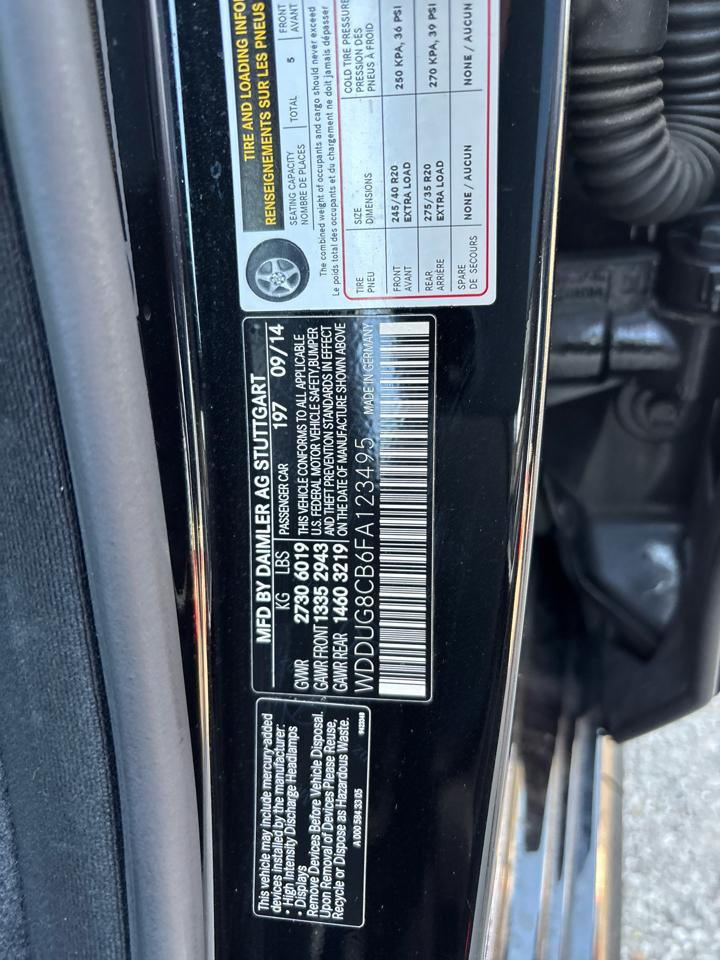 This vehicle may include mercury-added
devices installed by the manufacturer:
• High Intensity Discharge Headlamps
• Displays
Remove Devices Before Vehicle Disposal.
Upon Removal of Devices Please Reuse,
Recycle or Dispose as Hazardous Waste.
A 000 584 33 05
MFD BY DAIMLER AG STUTTGART
KG LBS PASSENGER CAR 197 09/14
GVWR 2730 6019 THIS VEHICLE CONFORMS TO ALL APPLICABLE
GAWR FRONT 1335 2943 U.S. FEDERAL MOTOR VEHICLE SAFETY,BUMPER
AND THEFT PREVENTION STANDARDS IN EFFECT
GAWR REAR 1460 3219 ON THE DATE OF MANUFACTURE SHOWN ABOVE
WDDUG8CB6FA123495 MADE IN GERMANY
TIRE AND LOADING INFO
RENSEIGNEMENTS SUR LES PNEUS
SEATING CAPACITY TOTAL 5 FRONT
NOMBRE DE PLACES AVANT
The combined weight of occupants and cargo should never exceed
Le poids total des occupants et du chargement ne doit jamais dépasser
TIRE SIZE COLD TIRE PRESSURE
PNEU DIMENSIONS PRESSION DES
PNEUS À FROID
FRONT 245/40 R20 250 KPA, 36 PSI
AVANT EXTRA LOAD
REAR 275/35 R20 270 KPA, 39 PSI
ARRIÈRE EXTRA LOAD
SPARE NONE / AUCUN NONE / AUCUN
DE SECOURS